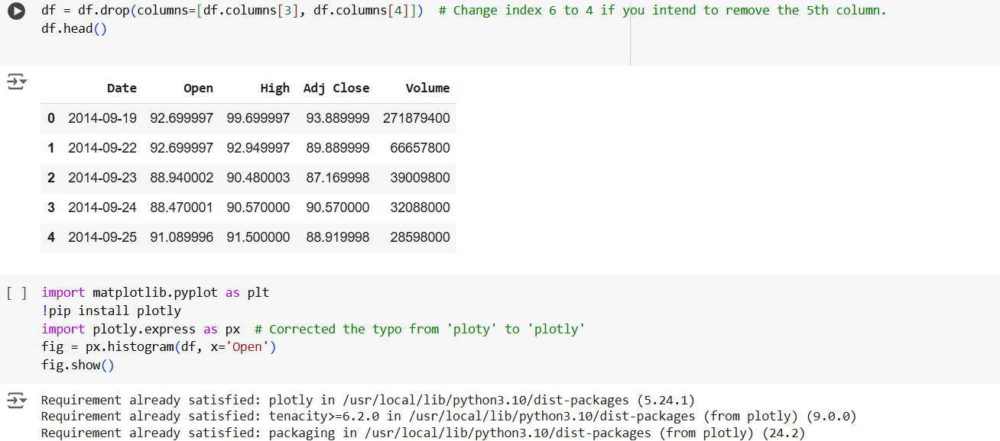 df = df.drop(columns=[df.columns[3], df.columns[4]])  # Change index 6 to 4 if you intend to remove the 5th column.
df.head()
Date Open High Adj Close Volume
0 2014-09-19 92.699997 99.699997 93.889999 271879400
1 2014-09-22 92.699997 92.949997 89.889999 66657800
2 2014-09-23 88.940002 90.480003 87.169998 39009800
3 2014-09-24 88.470001 90.570000 90.570000 32088000
4 2014-09-25 91.089996 91.500000 88.919998 28598000
[ ] import matplotlib.pyplot as plt
!pip install plotly
import plotly.express as px  # Corrected the typo from 'ploty' to 'plotly'
fig = px.histogram(df, x='Open')
fig.show()
Requirement already satisfied: plotly in /usr/local/lib/python3.10/dist-packages (5.24.1)
Requirement already satisfied: tenacity>=6.2.0 in /usr/local/lib/python3.10/dist-packages (from plotly) (9.0.0)
Requirement already satisfied: packaging in /usr/local/lib/python3.10/dist-packages (from plotly) (24.2)